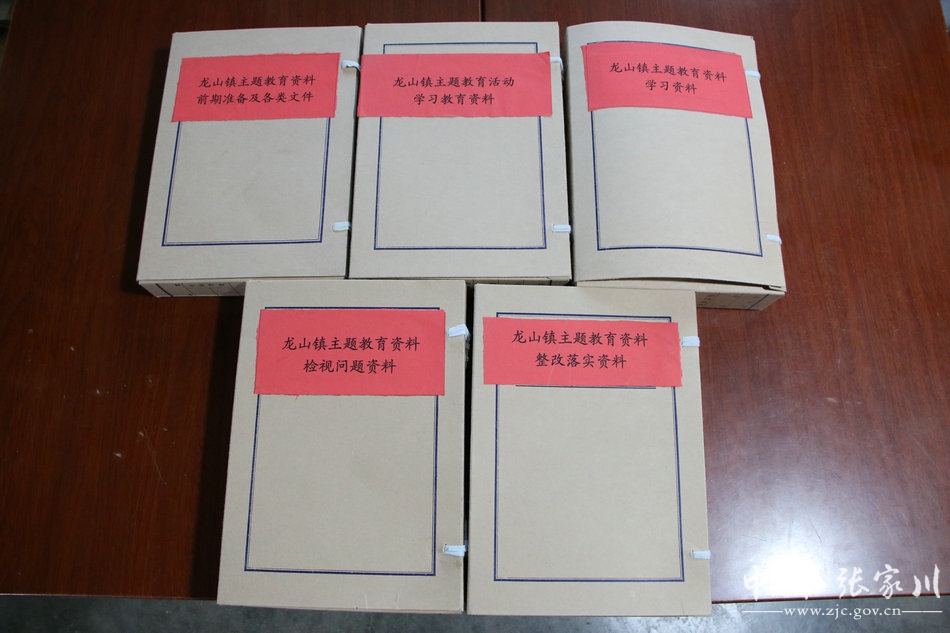 龙山镇主题教育资料
前期准备及各类文件
龙山镇主题教育活动
学习教育资料
龙山镇主题教育资料
学习资料
龙山镇主题教育资料
检视问题资料
龙山镇主题教育资料
整改落实资料
张家川
www.zjc.gov.cn